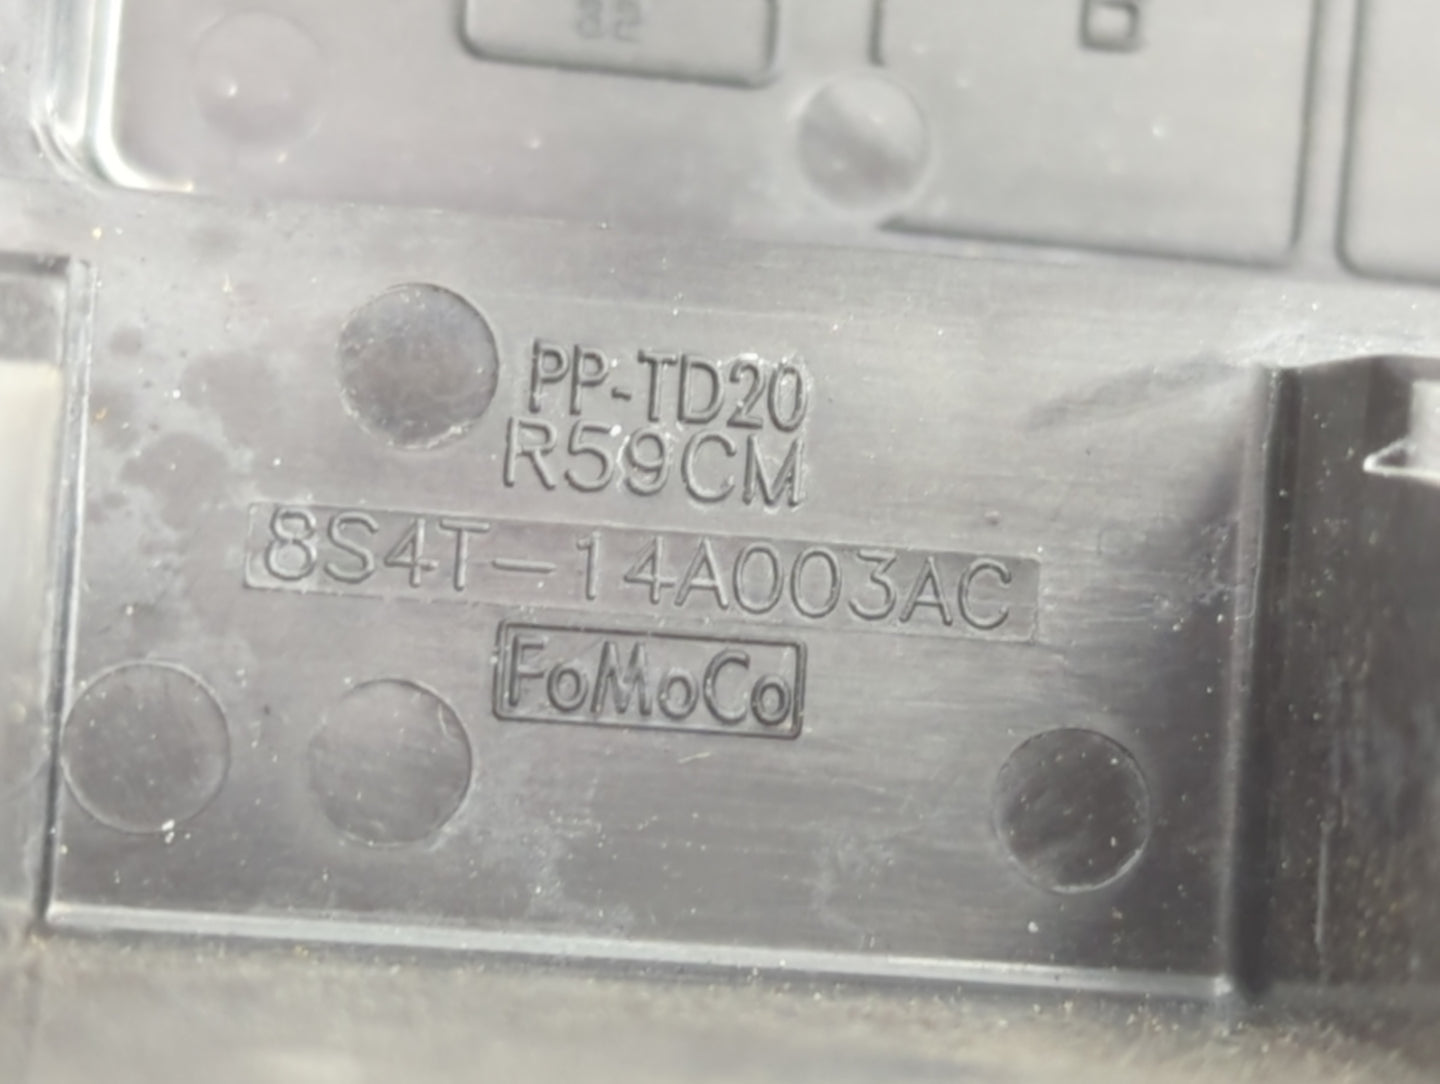 PP-TD20
R59CM
8S4T-14A003AC
FoMoCo